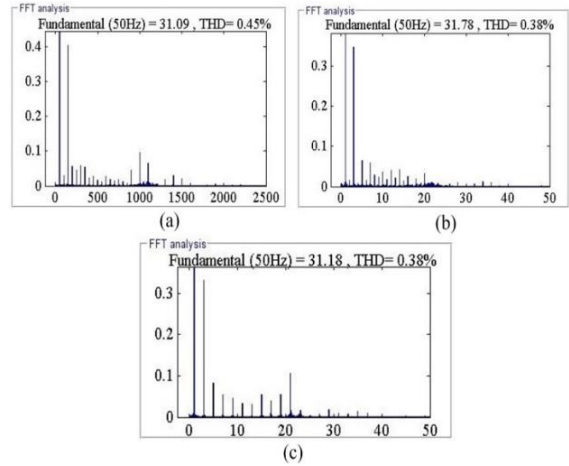 FFT analysis
Fundamental (50Hz) = 31.09 , THD= 0.45%
0.4
0.3
0.2
0.1
0
0 500 1000 1500 2000 2500
(a)
FFT analysis
Fundamental (50Hz) = 31.78 , THD= 0.38%
0.3
0.2
0.1
0
0 10 20 30 40 50
(b)
FFT analysis
Fundamental (50Hz) = 31.18 , THD= 0.38%
0.3
0.2
0.1
0
0 10 20 30 40 50
(c)